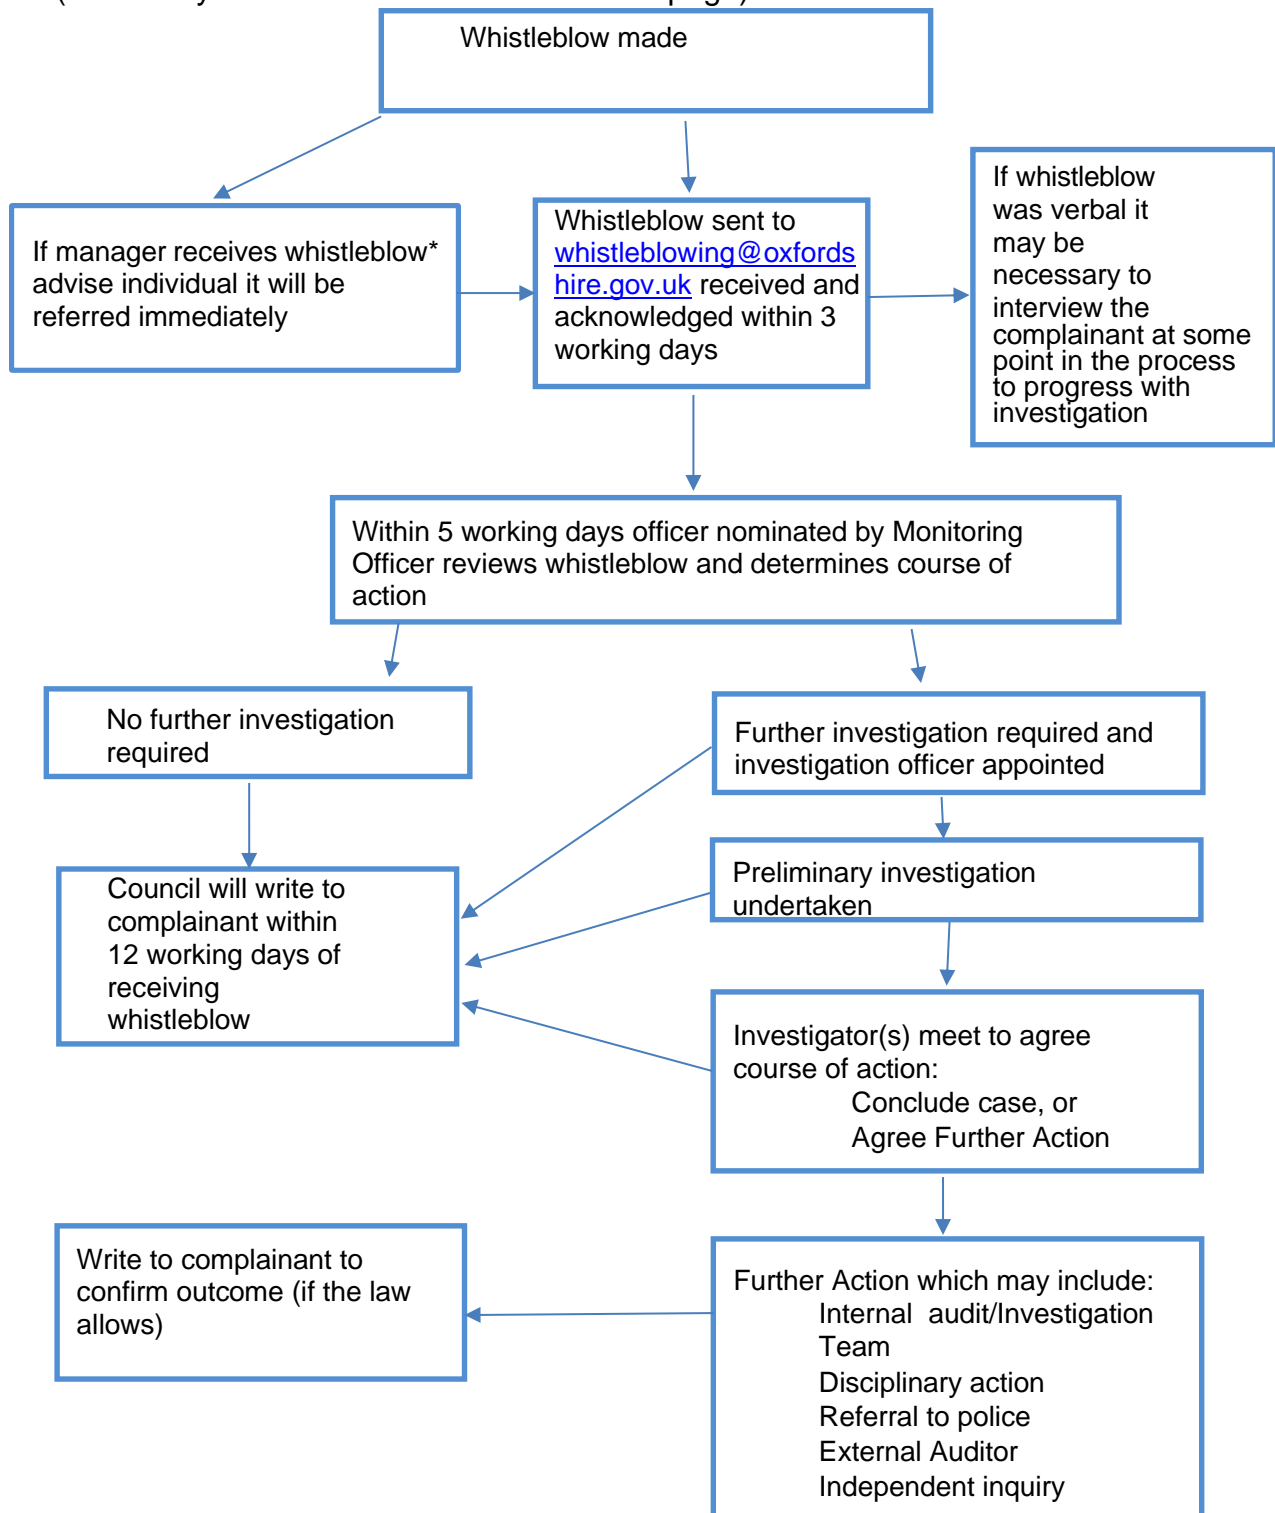 Whistleblow made
If manager receives whistleblow*
advise individual it will be
referred immediately
Whistleblow sent to
whistleblowing@oxfords
hire.gov.uk received and
acknowledged within 3
working days
If whistleblow
was verbal it
may be
necessary to
interview the
complainant at some
point in the process
to progress with
investigation
Within 5 working days officer nominated by Monitoring
Officer reviews whistleblow and determines course of
action
No further investigation
required
Further investigation required and
investigation officer appointed
Council will write to
complainant within
12 working days of
receiving
whistleblow
Preliminary investigation
undertaken
Investigator(s) meet to agree
course of action:
Conclude case, or
Agree Further Action
Write to complainant to
confirm outcome (if the law
allows)
Further Action which may include:
Internal audit/Investigation
Team
Disciplinary action
Referral to police
External Auditor
Independent inquiry